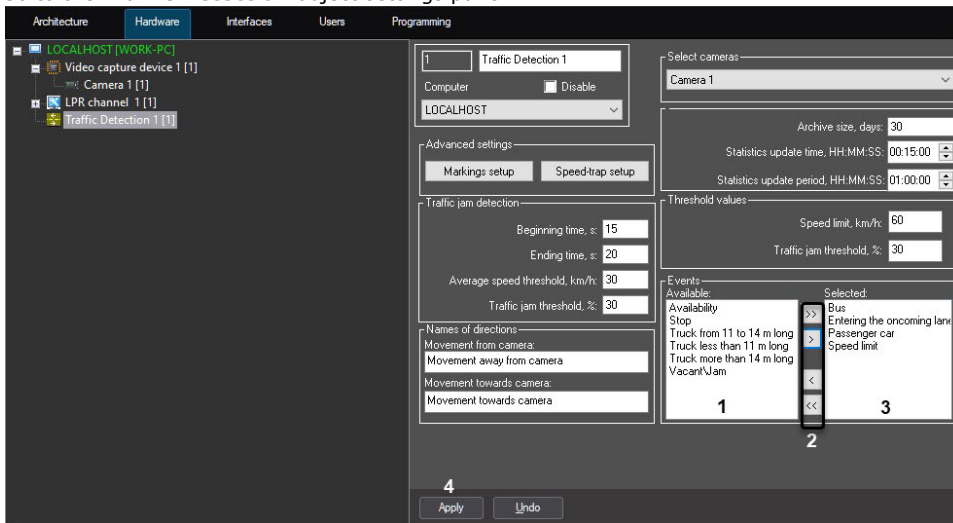 Architecture Hardware Interfaces Users Programming
LOCALHOST [WORK-PC]
Video capture device 1 [1]
Camera 1 [1]
LPR channel 1 [1]
Traffic Detection 1 [1]
1 Traffic Detection 1
Computer Disable
LOCALHOST
Advanced settings
Markings setup Speed-trap setup
Traffic jam detection
Beginning time, s: 15
Ending time, s: 20
Average speed threshold, km/h: 30
Traffic jam threshold, %: 30
Names of directions
Movement from camera:
Movement away from camera
Movement towards camera:
Movement towards camera
Select cameras
Camera 1
Archive size, days: 30
Statistics update time, HH:MM:SS: 00:15:00
Statistics update period, HH:MM:SS: 01:00:00
Threshold values
Speed limit, km/h: 60
Traffic jam threshold, %: 30
Events
Available:
Availability
Stop
Truck from 11 to 14 m long
Truck less than 11 m long
Truck more than 14 m long
Vacant\Jam
1
>>
>
<
<<
2
Selected:
Bus
Entering the oncoming lane
Passenger car
Speed limit
3
4
Apply Undo